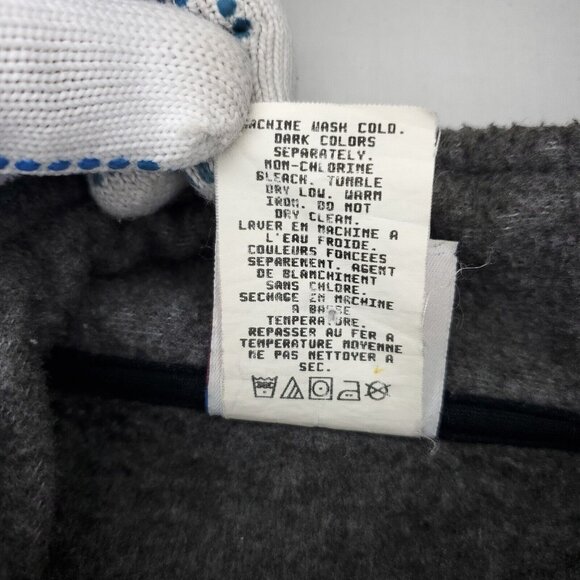 MACHINE WASH COLD.
DARK COLORS
SEPARATELY.
NON-CHLORINE
BLEACH. TUMBLE
DRY LOW. WARM
IRON. DO NOT
DRY CLEAN.
LAVER EN MACHINE A
L'EAU FROIDE.
COULEURS FONCEES
SEPAREMENT. AGENT
DE BLANCHIMENT
SANS CHLORE.
SECHAGE EN MACHINE
A BASSE
TEMPERATURE.
REPASSER AU FER A
TEMPERATURE MOYENNE
NE PAS NETTOYER A
SEC.